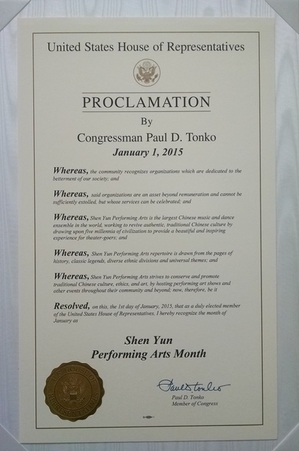 United States House of Representatives
PROCLAMATION
By
Congressman Paul D. Tonko
January 1, 2015
Whereas, the community recognizes organizations which are dedicated to the
betterment of our society; and
Whereas, said organizations are an asset beyond remuneration and cannot be
sufficiently extolled, but whose services can be celebrated; and
Whereas, Shen Yun Performing Arts is the largest Chinese music and dance
ensemble in the world, working to revive authentic, traditional Chinese culture by
drawing upon five millennia of civilization to provide a beautiful and inspiring
experience for theater-goers; and
Whereas, Shen Yun Performing Arts repertoire is drawn from the pages of
history, classic legends, diverse ethnic divisions and universal themes; and
Whereas, Shen Yun Performing Arts strives to conserve and promote
traditional Chinese culture, ethics, and art, by hosting performing art shows and
other events throughout their community and beyond; now, therefore, be it
Resolved, on this, the 1st day of January, 2015, that as a duly elected member
of the United States House of Representatives, I hereby recognize the month of
January as
Shen Yun
Performing Arts Month
Paul D. Tonko
Paul D. Tonko
Member of Congress